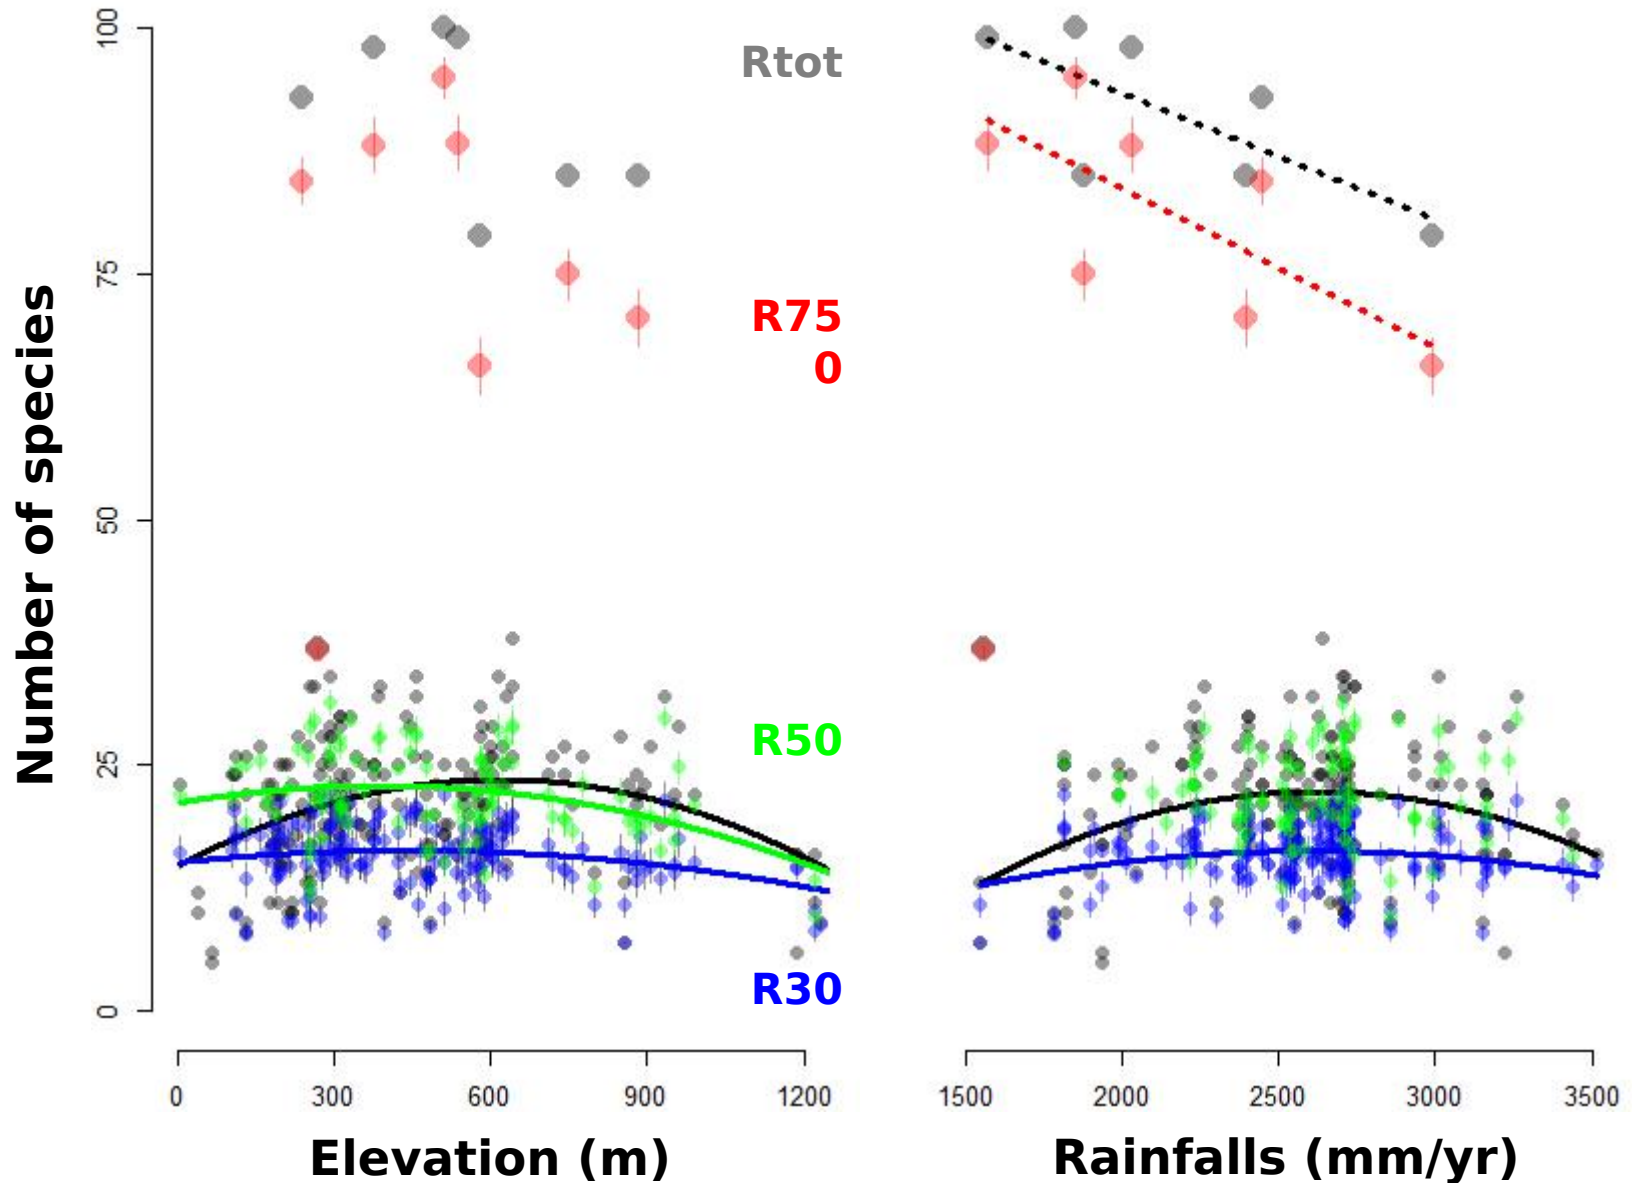 Number of species
100
75
50
25
0
Rtot
R75
0
R50
R30
0 300 600 900 1200
Elevation (m)
1500 2000 2500 3000 3500
Rainfalls (mm/yr)